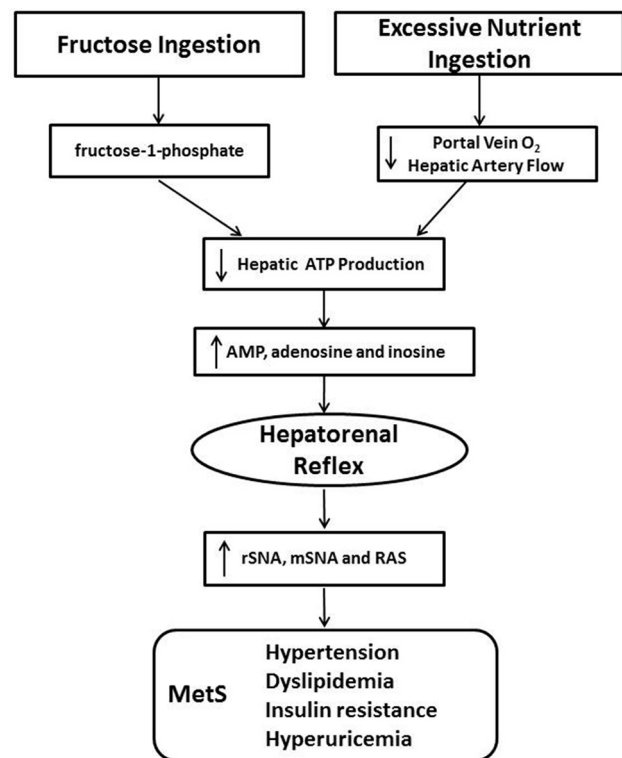 Fructose Ingestion
Excessive Nutrient
Ingestion
fructose-1-phosphate
↓ Portal Vein O₂
Hepatic Artery Flow
↓ Hepatic ATP Production
↑ AMP, adenosine and inosine
Hepatorenal
Reflex
↑ rSNA, mSNA and RAS
MetS
Hypertension
Dyslipidemia
Insulin resistance
Hyperuricemia